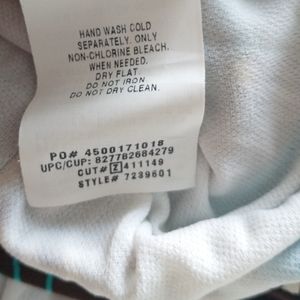 HAND WASH COLD
SEPARATELY. ONLY
NON-CHLORINE BLEACH.
WHEN NEEDED.
DRY FLAT.
DO NOT IRON
DO NOT DRY CLEAN.
PO# 4500171018
UPC/CUP: 827782684279
CUT# Z 411149
STYLE# 7239601